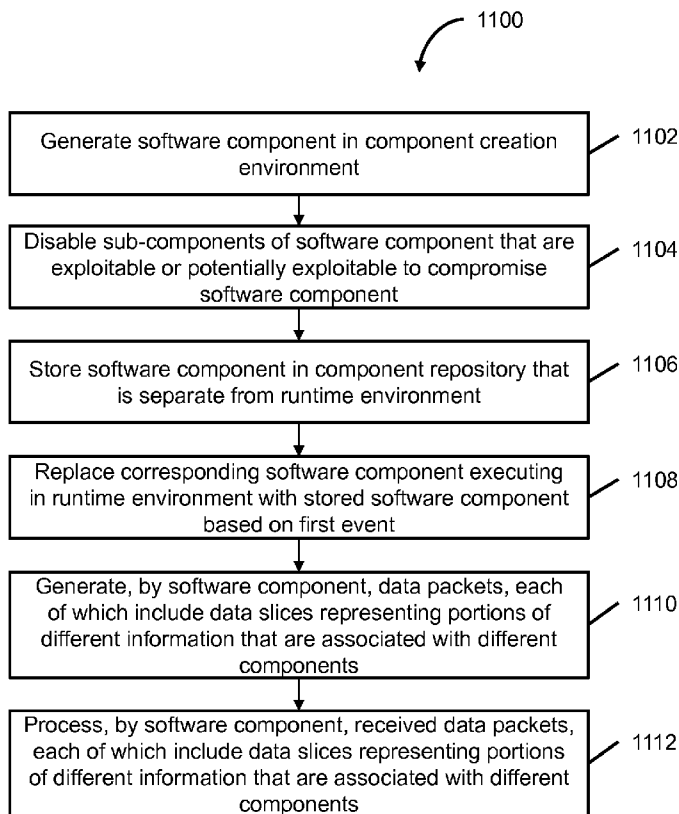 1100
Generate software component in component creation
environment
1102
Disable sub-components of software component that are
exploitable or potentially exploitable to compromise
software component
1104
Store software component in component repository that
is separate from runtime environment
1106
Replace corresponding software component executing
in runtime environment with stored software component
based on first event
1108
Generate, by software component, data packets, each
of which include data slices representing portions of
different information that are associated with different
components
1110
Process, by software component, received data packets,
each of which include data slices representing portions
of different information that are associated with different
components
1112